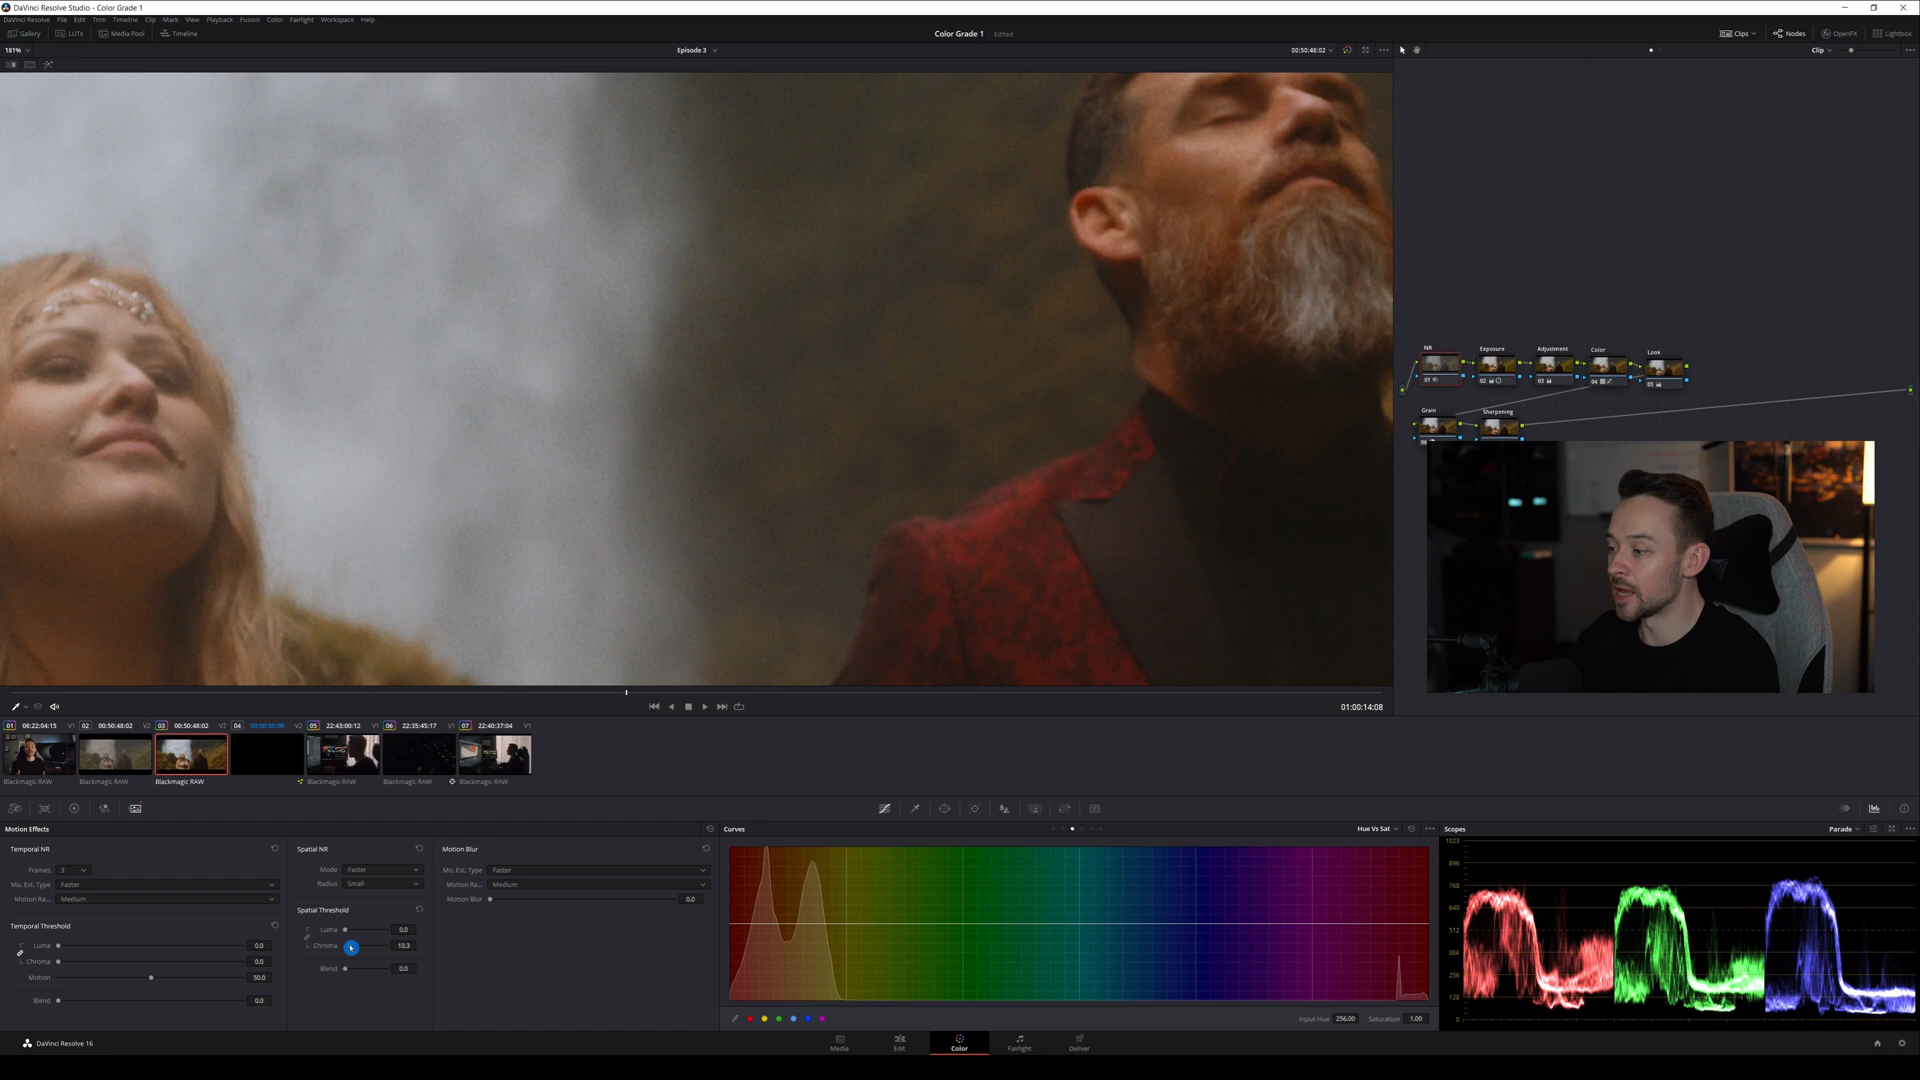 DaVinci Resolve Studio - Color Grade 1
DaVinci Resolve File Edit Trim Timeline Clip Mark View Playback Fusion Color Fairlight Workspace Help
Gallery LUTs Media Pool Timeline Color Grade 1 Edited Clips Nodes OpenFX Lightbox
181% Episode 3 00:50:48:02 Clip
NR Exposure Adjustment Color Look
01 02 03 04 05
Grain Sharpening
06
01:00:14:08
01 08:22:04:15 V1 02 00:50:48:02 V2 03 00:50:48:02 V2 04 00:00:00:00 V2 05 22:43:00:12 V1 06 22:35:45:17 V1 07 22:40:37:04 V1
Blackmagic RAW Blackmagic RAW Blackmagic RAW Blackmagic RAW Blackmagic RAW Blackmagic RAW
Motion Effects Curves Hue Vs Sat Scopes Parade
Temporal NR Spatial NR Motion Blur
Frames 3 Mode Faster Mo. Est. Type Faster
Mo. Est. Type Faster Radius Small Motion Ra... Medium
Motion Ra... Medium Motion Blur 0.0
Temporal Threshold Spatial Threshold
Luma 0.0 Luma 0.0
Chroma 0.0 Chroma 10.3
Motion 50.0 Blend 0.0
Blend 0.0
1023
896
768
640
512
384
256
128
0
Input Hue 256.00 Saturation 1.00
DaVinci Resolve 16 Media Edit Color Fairlight Deliver